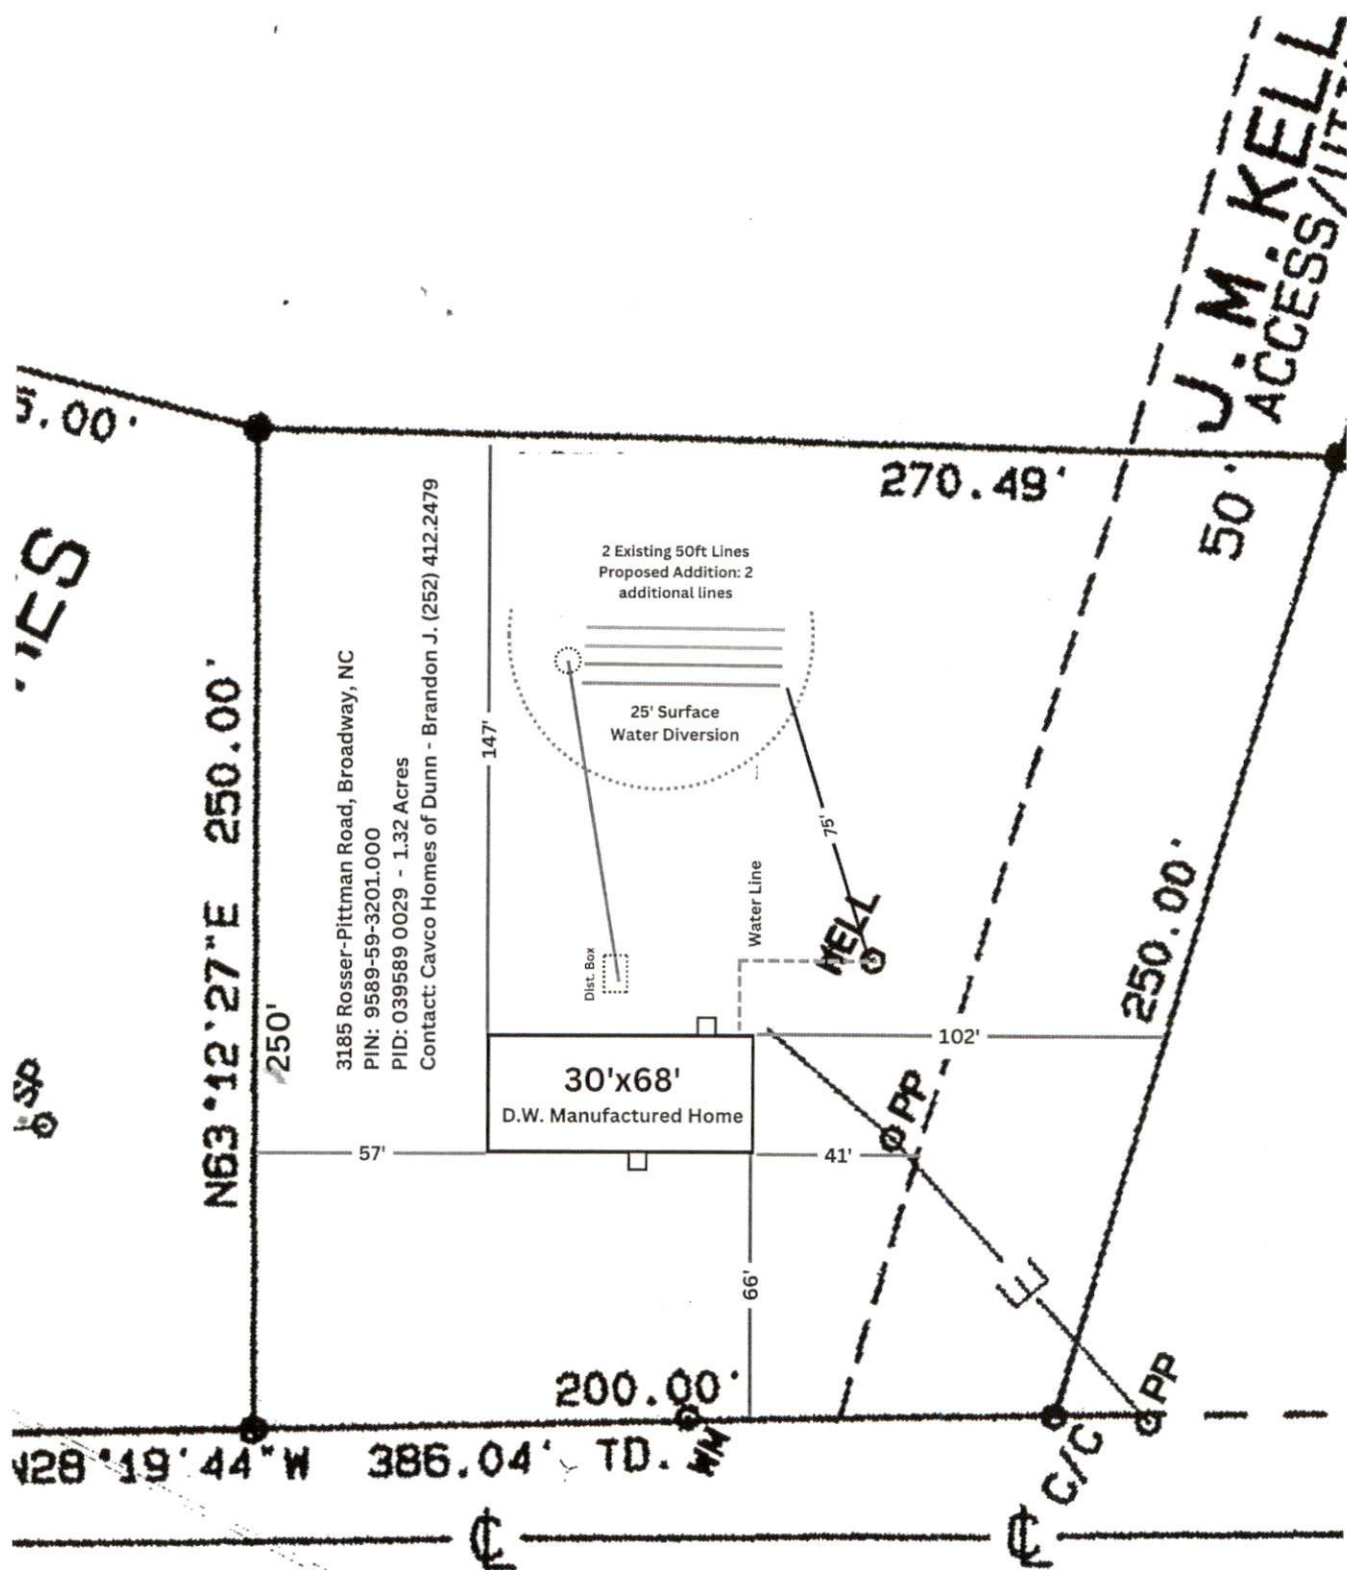 J.M.KELL
ACCESS/UT
5.00'
270.49'
50'
2 Existing 50ft Lines
Proposed Addition: 2
additional lines
25' Surface
Water Diversion
3185 Rosser-Pittman Road, Broadway, NC
PIN: 9589-59-3201.000
PID: 039589 0029 - 1.32 Acres
Contact: Cavco Homes of Dunn - Brandon J. (252) 412.2479
147'
75'
N63°12'27"E 250.00'
250'
Dist. Box
Water Line
WELL
250.00'
SP
102'
30'x68'
D.W. Manufactured Home
PP
57'
41'
66'
E
200.00'
PP
N28°19'44"W 386.04' TD.
WM
C/C
℄
℄